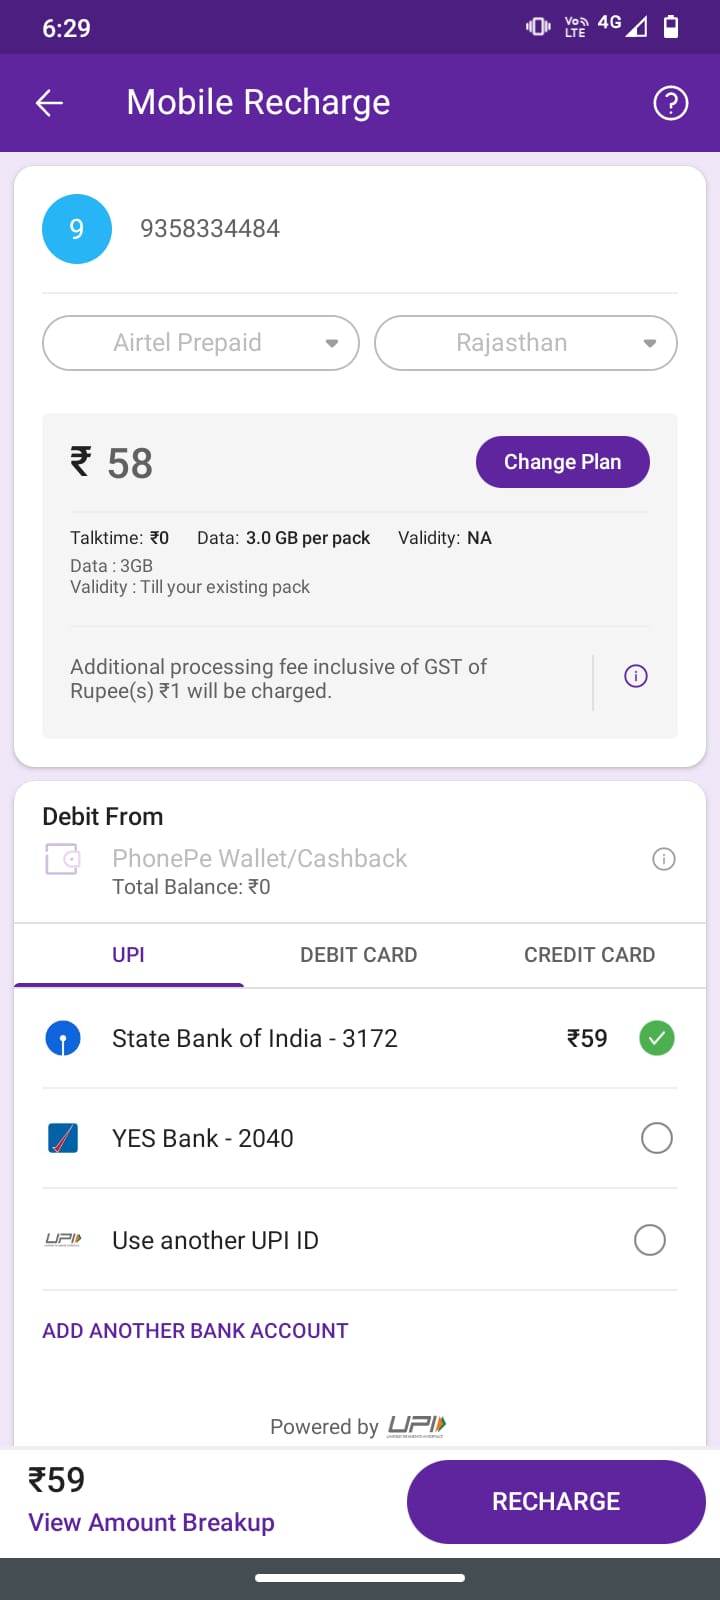 6:29
Vo)) LTE 4G
Mobile Recharge
?
9
9358334484
Airtel Prepaid
Rajasthan
₹ 58
Change Plan
Talktime: ₹0 Data: 3.0 GB per pack Validity: NA
Data : 3GB
Validity : Till your existing pack
Additional processing fee inclusive of GST of
Rupee(s) ₹1 will be charged.
Debit From
PhonePe Wallet/Cashback
Total Balance: ₹0
UPI DEBIT CARD CREDIT CARD
State Bank of India - 3172 ₹59
YES Bank - 2040
UPI Use another UPI ID
ADD ANOTHER BANK ACCOUNT
Powered by UPI
₹59
View Amount Breakup
RECHARGE